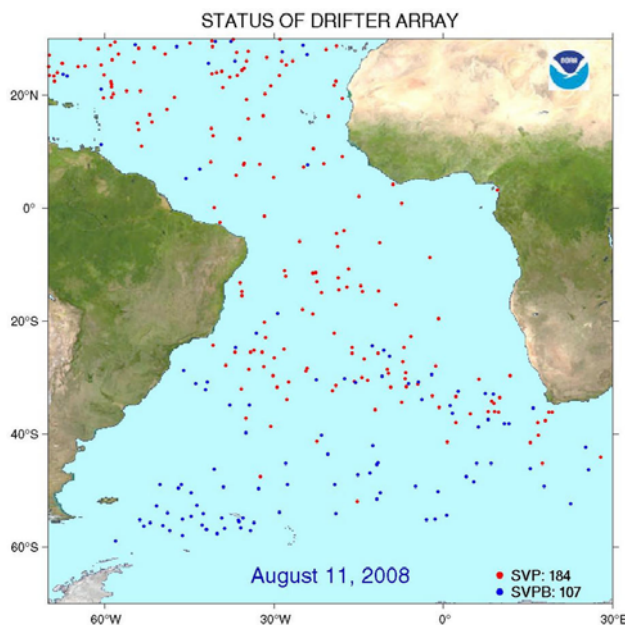 STATUS OF DRIFTER ARRAY
NOAA
20°N
0°
20°S
40°S
60°S
August 11, 2008
SVP: 184
SVPB: 107
60°W
30°W
0°
30°E